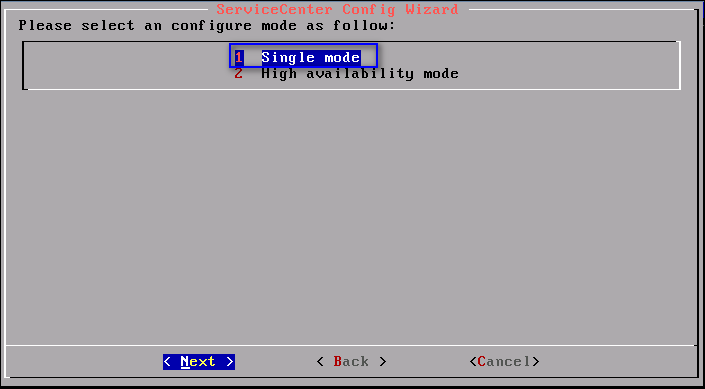 ServiceCenter Config Wizard
Please select an configure mode as follow:
1 Single mode
2 High availability mode
< Next > < Back > <Cancel>